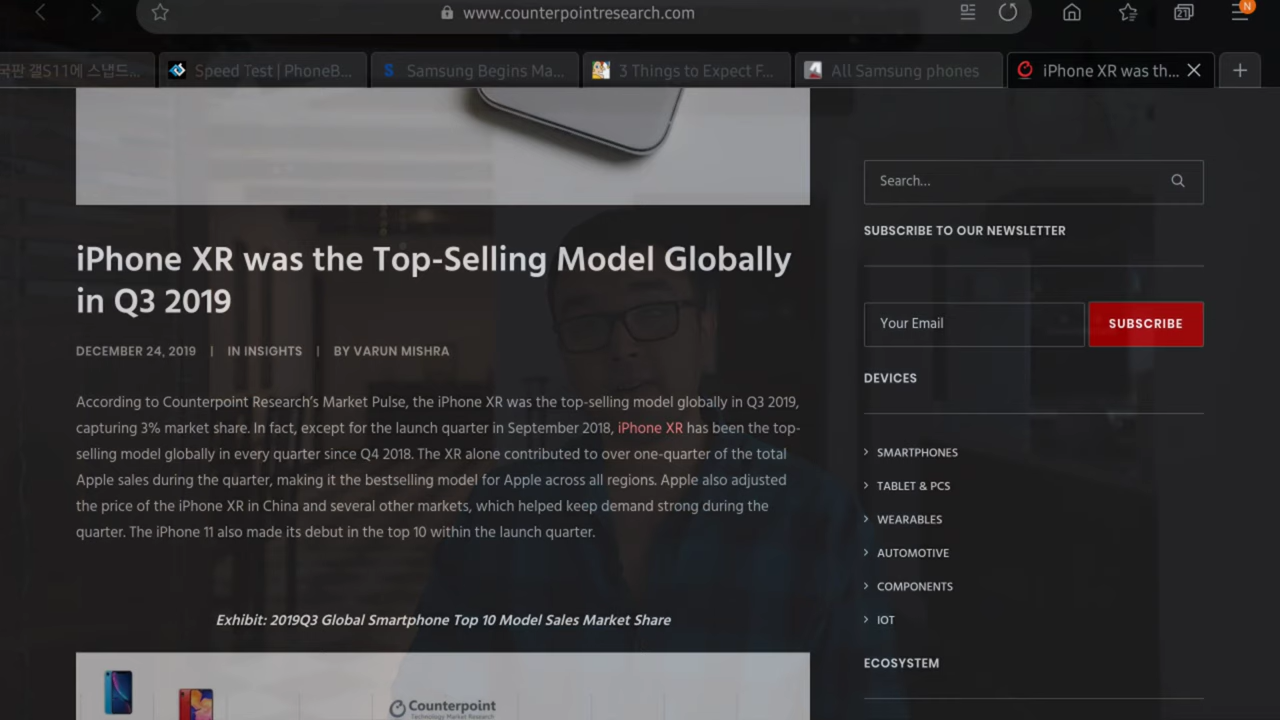 www.counterpointresearch.com
21
N
국판 갤S11에 스냅드...
Speed Test | PhoneB...
Samsung Begins Ma...
3 Things to Expect F...
All Samsung phones
iPhone XR was th...
Search...
SUBSCRIBE TO OUR NEWSLETTER
Your Email
SUBSCRIBE
iPhone XR was the Top-Selling Model Globally
in Q3 2019
DECEMBER 24, 2019 | IN INSIGHTS | BY VARUN MISHRA
According to Counterpoint Research's Market Pulse, the iPhone XR was the top-selling model globally in Q3 2019,
capturing 3% market share. In fact, except for the launch quarter in September 2018, iPhone XR has been the top-
selling model globally in every quarter since Q4 2018. The XR alone contributed to over one-quarter of the total
Apple sales during the quarter, making it the bestselling model for Apple across all regions. Apple also adjusted
the price of the iPhone XR in China and several other markets, which helped keep demand strong during the
quarter. The iPhone 11 also made its debut in the top 10 within the launch quarter.
Exhibit: 2019Q3 Global Smartphone Top 10 Model Sales Market Share
Counterpoint
Technology Market Research
DEVICES
SMARTPHONES
TABLET & PCS
WEARABLES
AUTOMOTIVE
COMPONENTS
IOT
ECOSYSTEM